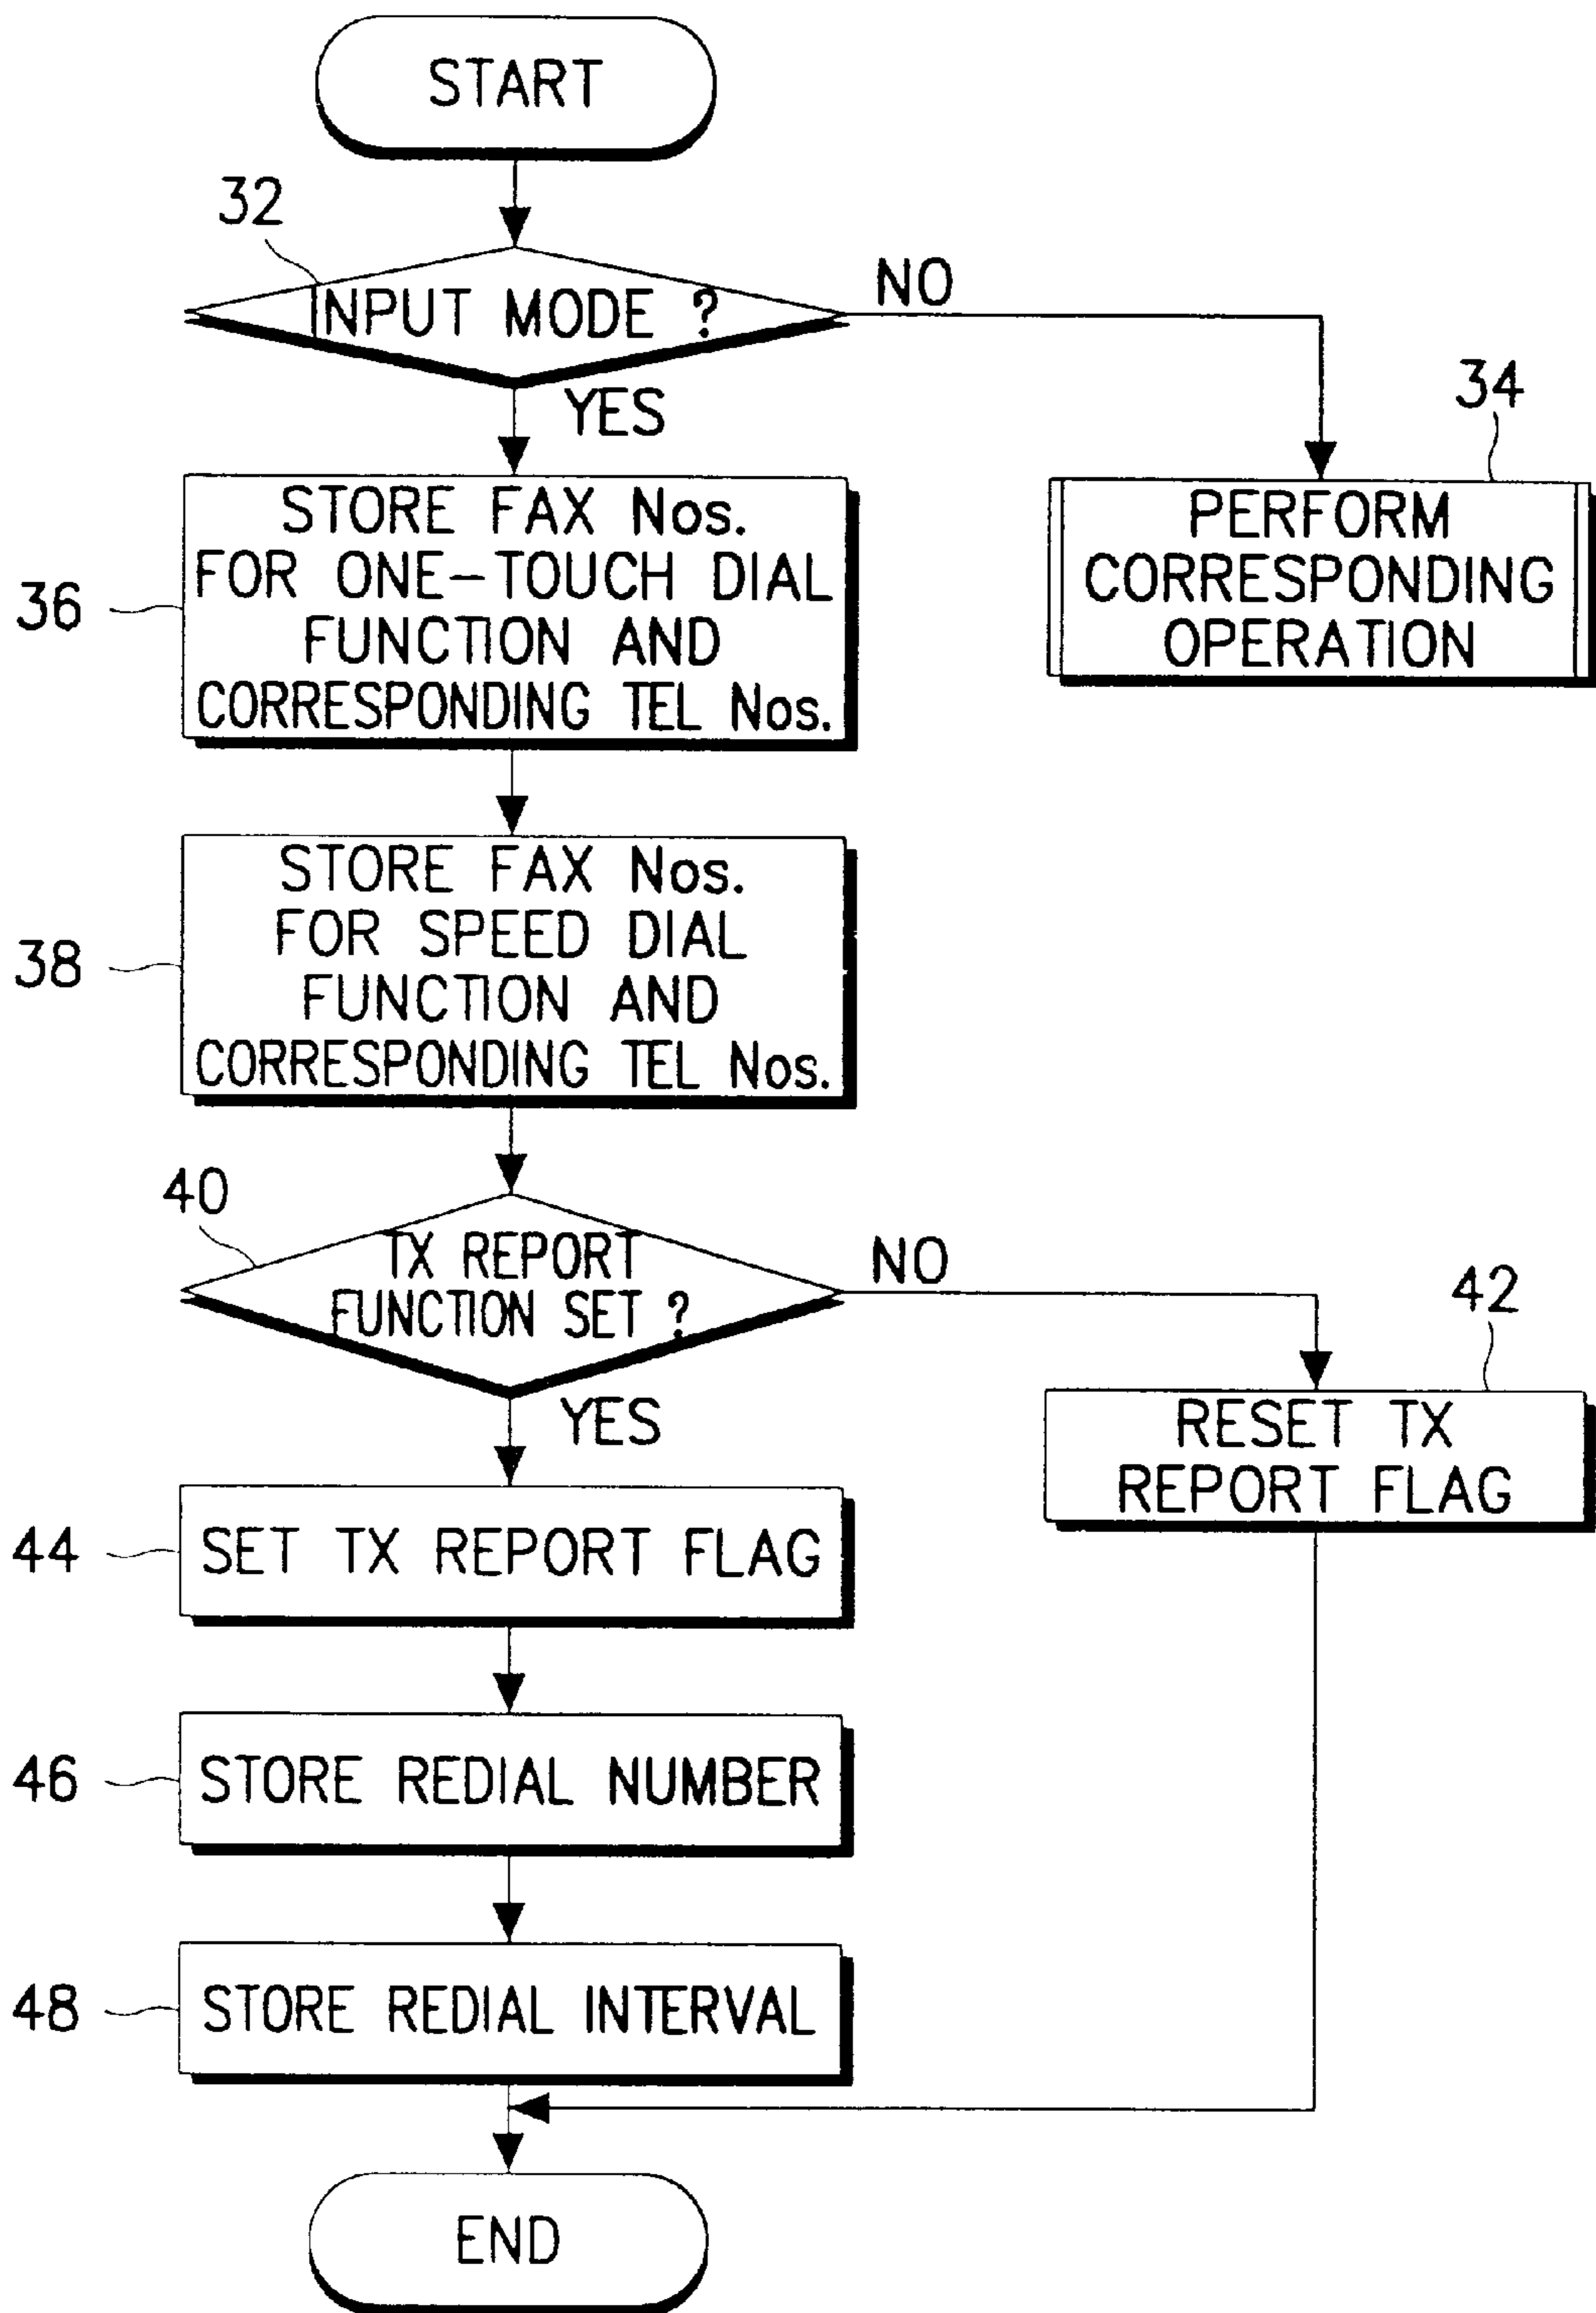 START
32
INPUT MODE ?
NO
YES
34
PERFORM
CORRESPONDING
OPERATION
36
STORE FAX Nos.
FOR ONE-TOUCH DIAL
FUNCTION AND
CORRESPONDING TEL Nos.
38
STORE FAX Nos.
FOR SPEED DIAL
FUNCTION AND
CORRESPONDING TEL Nos.
40
TX REPORT
FUNCTION SET ?
NO
YES
42
RESET TX
REPORT FLAG
44
SET TX REPORT FLAG
46
STORE REDIAL NUMBER
48
STORE REDIAL INTERVAL
END